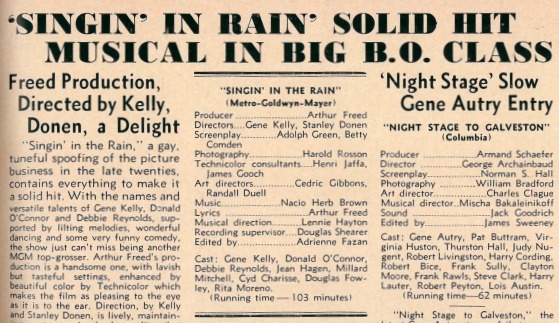 'SINGIN' IN RAIN' SOLID HIT
MUSICAL IN BIG B.O. CLASS
Freed Production,
Directed by Kelly,
Donen, a Delight
"Singin' in the Rain," a gay,
tuneful spoofing of the picture
business in the late twenties,
contains everything to make it
a solid hit. With the names and
versatile talents of Gene Kelly, Donald
O'Connor and Debbie Reynolds, sup-
ported by lilting melodies, wonderful
dancing and some very funny comedy,
the show just can't miss being another
MGM top-grosser. Arthur Freed's pro-
duction is a handsome one, with lavish
but tasteful settings, enhanced by
beautiful color by Technicolor which
makes the film as pleasing to the eye
as it is to the ear. Direction, by Kelly
and Stanley Donen, is lively, maintain-
"SINGIN' IN THE RAIN"
(Metro-Goldwyn-Mayer)
Producer ........ Arthur Freed
Directors....Gene Kelly, Stanley Donen
Screenplay........Adolph Green, Betty
Comden
Photography........Harold Rosson
Technicolor consultants....Henri Jaffa,
James Gooch
Art directors........Cedric Gibbons,
Randall Duell
Music........Nacio Herb Brown
Lyrics ........Arthur Freed
Musical direction........Lennie Hayton
Recording supervisor....Douglas Shearer
Edited by........Adrienne Fazan
Cast: Gene Kelly, Donald O'Connor,
Debbie Reynolds, Jean Hagen, Millard
Mitchell, Cyd Charisse, Douglas Fow-
ley, Rita Moreno.
(Running time — 103 minutes)
'Night Stage' Slow
Gene Autry Entry
"NIGHT STAGE TO GALVESTON"
(Columbia)
Producer ........Armand Schaefer
Director ........George Archainbaud
Screenplay........Norman S. Hall
Photography ........William Bradford
Art director........Charles Clague
Musical director..Mischa Bakaleinikoff
Sound ........Jack Goodrich
Edited by........James Sweeney
Cast: Gene Autry, Pat Buttram, Vir-
ginia Huston, Thurston Hall, Judy Nu-
gent, Robert Livingston, Harry Cording,
Robert Bice, Frank Sully, Clayton
Moore, Frank Rawls, Steve Clark, Harry
Lauter, Robert Peyton, Lois Austin.
(Running time—62 minutes)
"Night Stage to Galveston," the